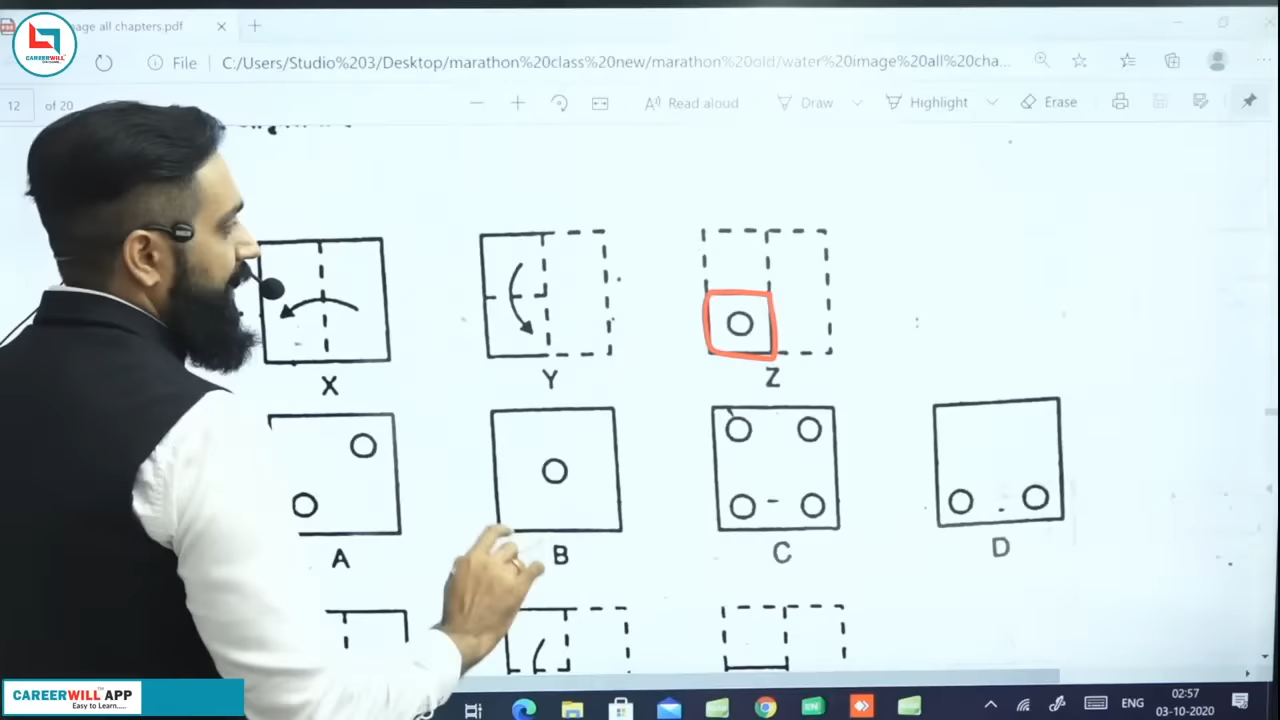 age all chapters.pdf
CAREERWILL
File C:/Users/Studio%203/Desktop/marathon%20class%20new/marathon%20 d/water%20image%20all%20cha...
12 of 20
Read aloud
Draw
Highlight
Erase
X Y Z
A B C D
CAREERWILL APP
Easy to Learn.....
ENG
02:57
03-10-2020